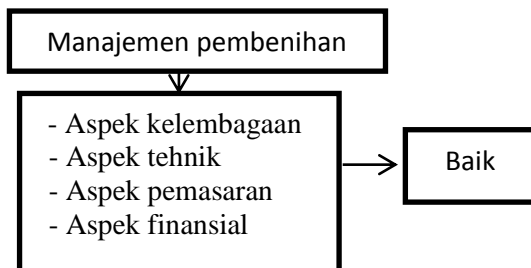 Manajemen pembenihan
- Aspek kelembagaan
- Aspek tehnik
- Aspek pemasaran
- Aspek finansial
Baik